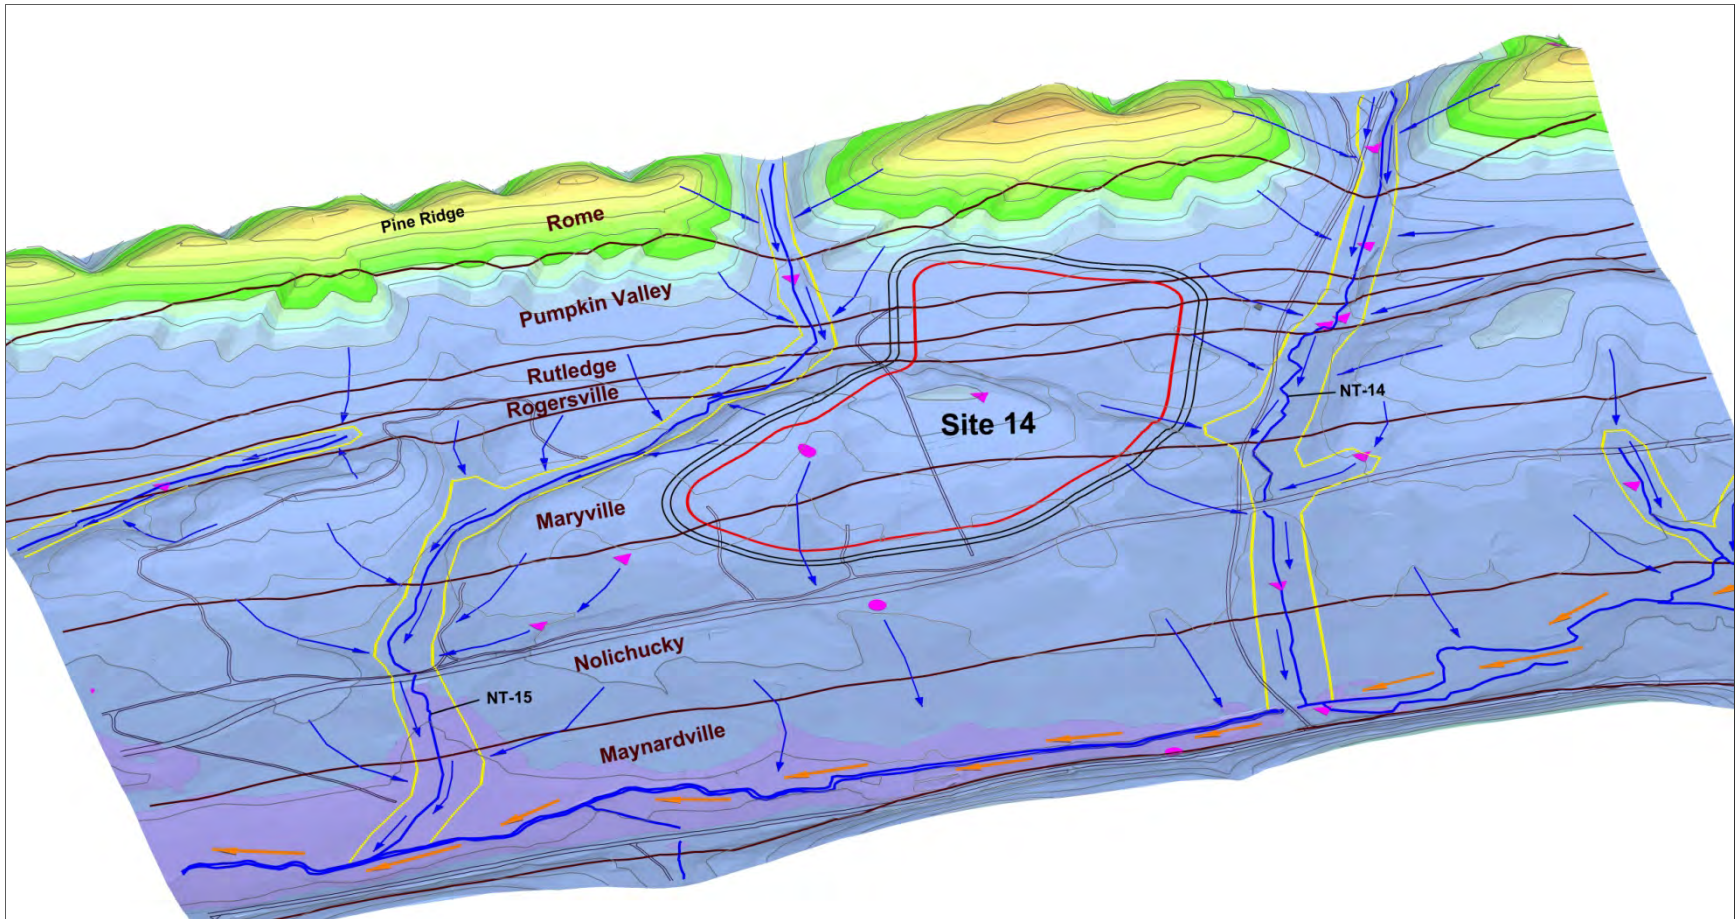 Pine Ridge
Rome
Pumpkin Valley
Rutledge
Rogersville
NT-14
Site 14
Maryville
Nolichucky
NT-15
Maynardville